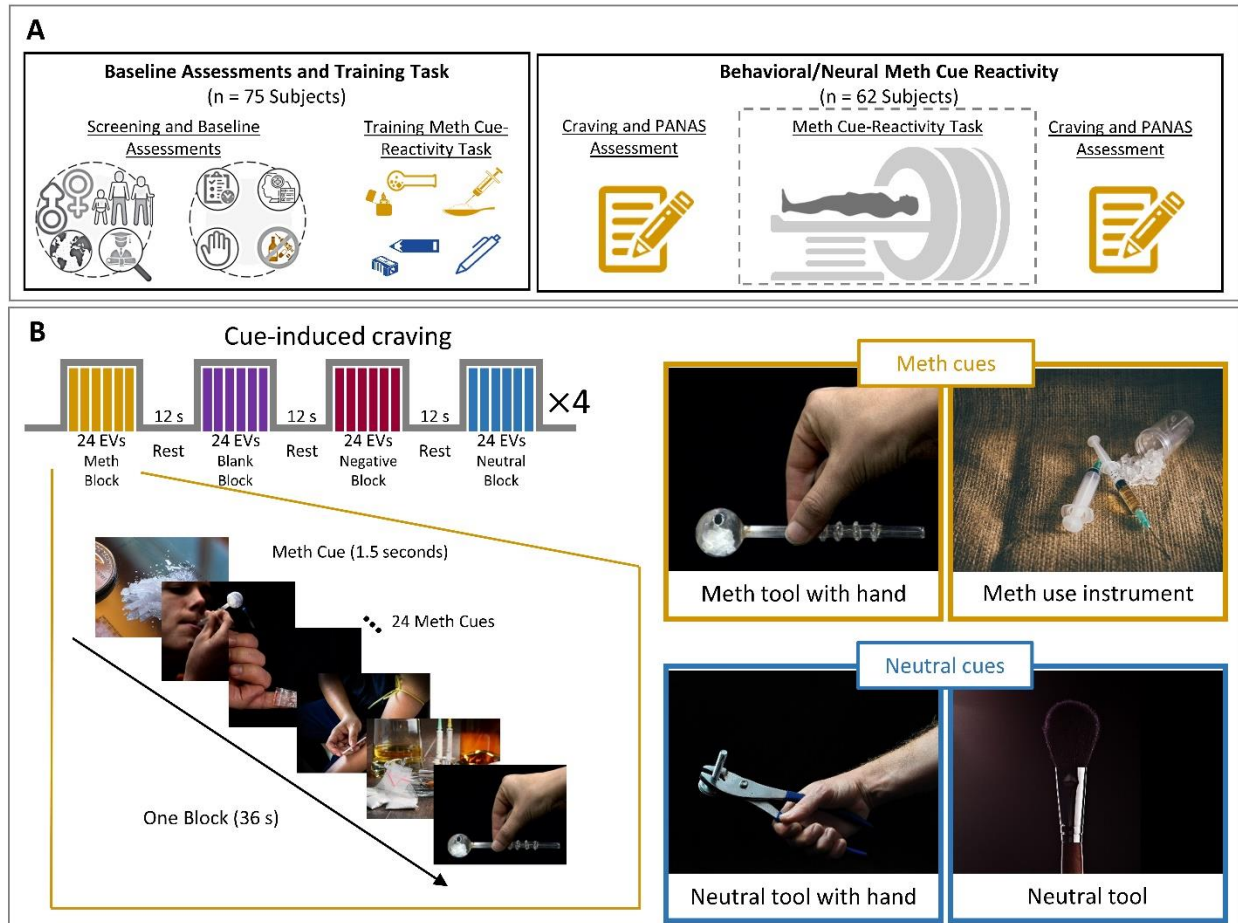 A
Baseline Assessments and Training Task
(n = 75 Subjects)
Screening and Baseline
Assessments
Training Meth Cue-
Reactivity Task
Behavioral/Neural Meth Cue Reactivity
(n = 62 Subjects)
Craving and PANAS
Assessment
Meth Cue-Reactivity Task
Craving and PANAS
Assessment
B
Cue-induced craving
12 s
12 s
12 s
×4
24 EVs
Meth
Block
Rest
24 EVs
Blank
Block
Rest
24 EVs
Negative
Block
Rest
24 EVs
Neutral
Block
Meth Cue (1.5 seconds)
24 Meth Cues
One Block (36 s)
Meth cues
Meth tool with hand
Meth use instrument
Neutral cues
Neutral tool with hand
Neutral tool